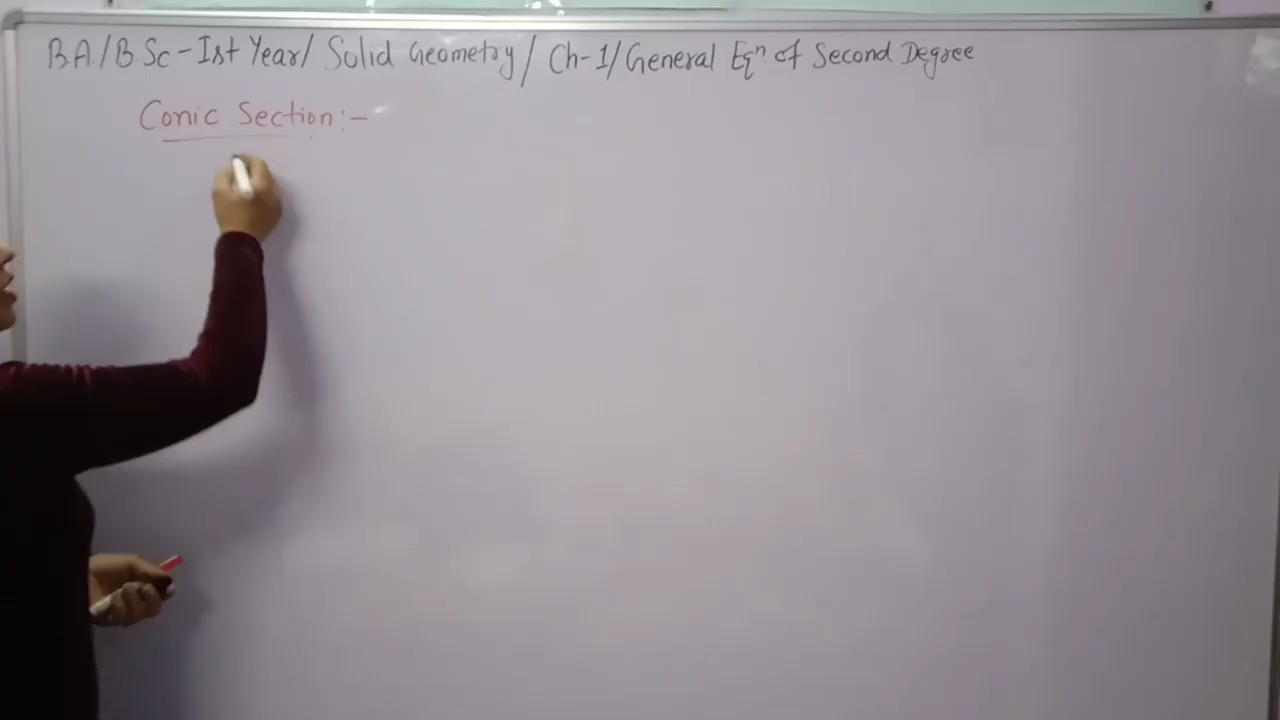 B.A./B.Sc - Ist Year/ Solid Geometry/ Ch-1/ General Eqⁿ of Second Degree
Conic Section:-